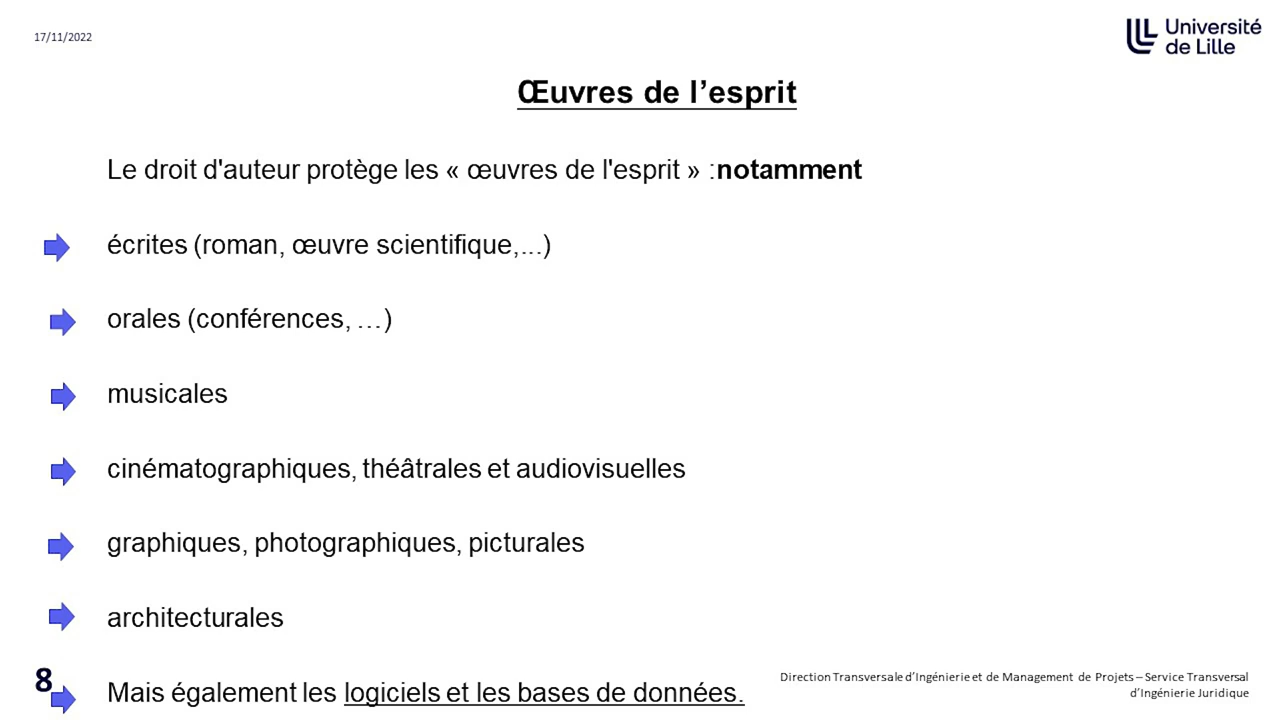 17/11/2022
Université
de Lille
Œuvres de l’esprit
Le droit d'auteur protège les « œuvres de l'esprit » :notamment
écrites (roman, œuvre scientifique,...)
orales (conférences, …)
musicales
cinématographiques, théâtrales et audiovisuelles
graphiques, photographiques, picturales
architecturales
Mais également les logiciels et les bases de données.
8
Direction Transversale d’Ingénierie et de Management de Projets – Service Transversal
d’Ingénierie Juridique